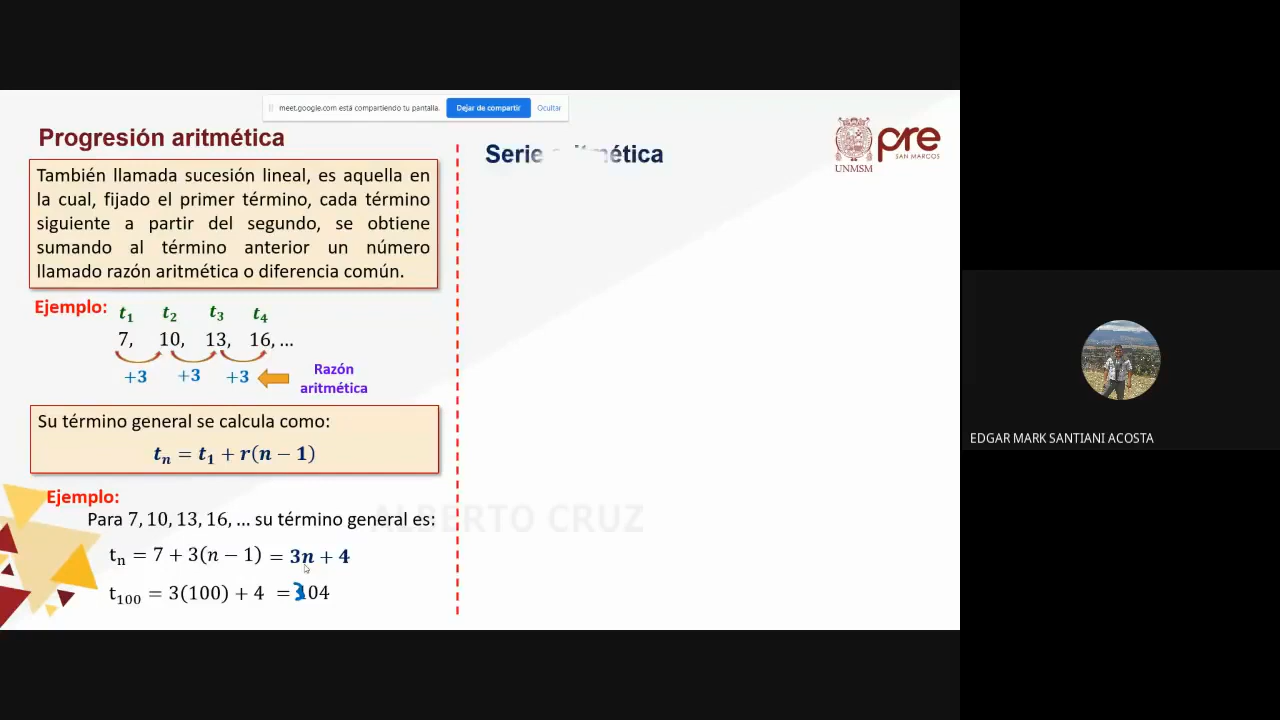 meet.google.com está compartiendo tu pantalla.
Dejar de compartir
Ocultar
Progresión aritmética
También llamada sucesión lineal, es aquella en
la cual, fijado el primer término, cada término
siguiente a partir del segundo, se obtiene
sumando al término anterior un número
llamado razón aritmética o diferencia común.
Ejemplo:
t₁ t₂ t₃ t₄
7, 10, 13, 16, ...
+3 +3 +3
Razón
aritmética
Su término general se calcula como:
tₙ = t₁ + r(n − 1)
Ejemplo:
Para 7, 10, 13, 16, ... su término general es:
tₙ = 7 + 3(n − 1) = 3n + 4
t₁₀₀ = 3(100) + 4 = 304
Serie aritmética
UNMSM
pre
SAN MARCOS
ALBERTO CRUZ
EDGAR MARK SANTIANI ACOSTA